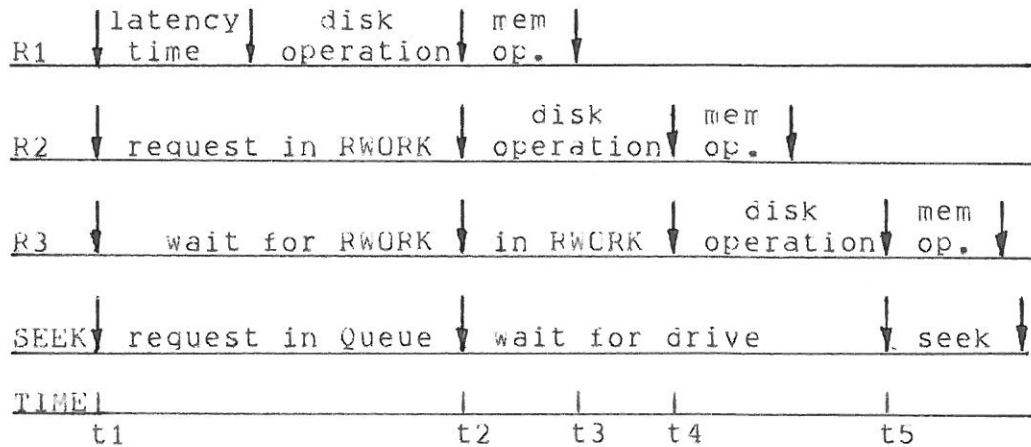 latency disk mem
R1 time operation op.
disk mem
R2 request in RWORK operation op.
disk mem
R3 wait for RWORK in RWCRK operation op.
SEEK request in Queue wait for drive seek
TIME
t1 t2 t3 t4 t5